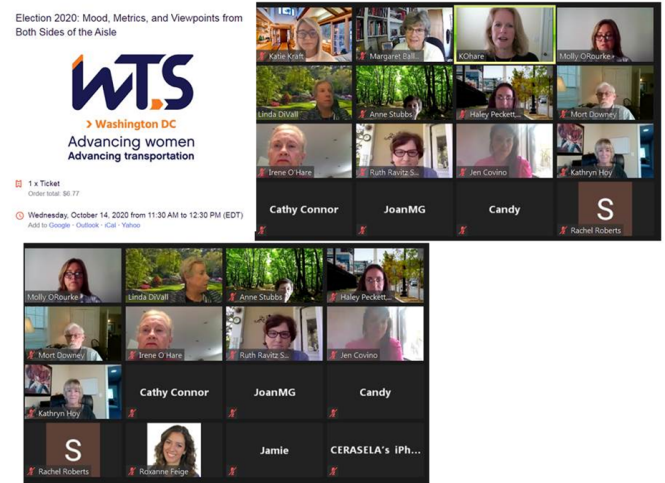 Election 2020: Mood, Metrics, and Viewpoints from
Both Sides of the Aisle
WTS
Washington DC
Advancing women
Advancing transportation
1 x Ticket
Order total: $6.77
Wednesday, October 14, 2020 from 11:30 AM to 12:30 PM (EDT)
Add to Google · Outlook · iCal · Yahoo
Katie Kraft
Margaret Ball...
KOhare
Molly ORourke
Linda DiVall
Anne Stubbs
Haley Peckett,...
Mort Downey
Irene O'Hare
Ruth Ravitz S...
Jen Covino
Kathryn Hoy
Cathy Connor
JoanMG
Candy
S
Rachel Roberts
Molly ORourke
Linda DiVall
Anne Stubbs
Haley Peckett,...
Mort Downey
Irene O'Hare
Ruth Ravitz S...
Jen Covino
Kathryn Hoy
Cathy Connor
JoanMG
Candy
S
Rachel Roberts
Roxanne Feige
Jamie
CERASELA's iPh...